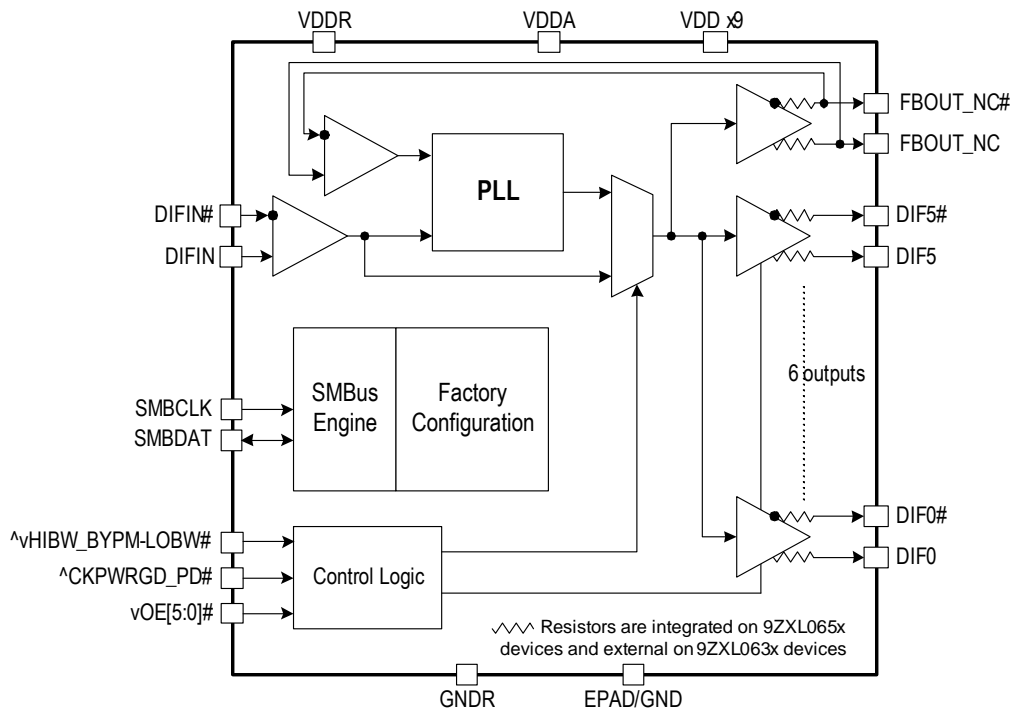 VDDR
VDDA
VDD x9
FBOUT_NC#
FBOUT_NC
PLL
DIFIN#
DIFIN
DIF5#
DIF5
6 outputs
SMBus
Engine
Factory
Configuration
SMBCLK
SMBDAT
DIF0#
DIF0
^vHIBW_BYPM-LOBW#
^CKPWRGD_PD#
vOE[5:0]#
Control Logic
Resistors are integrated on 9ZXL065x
devices and external on 9ZXL063x devices
GNDR
EPAD/GND